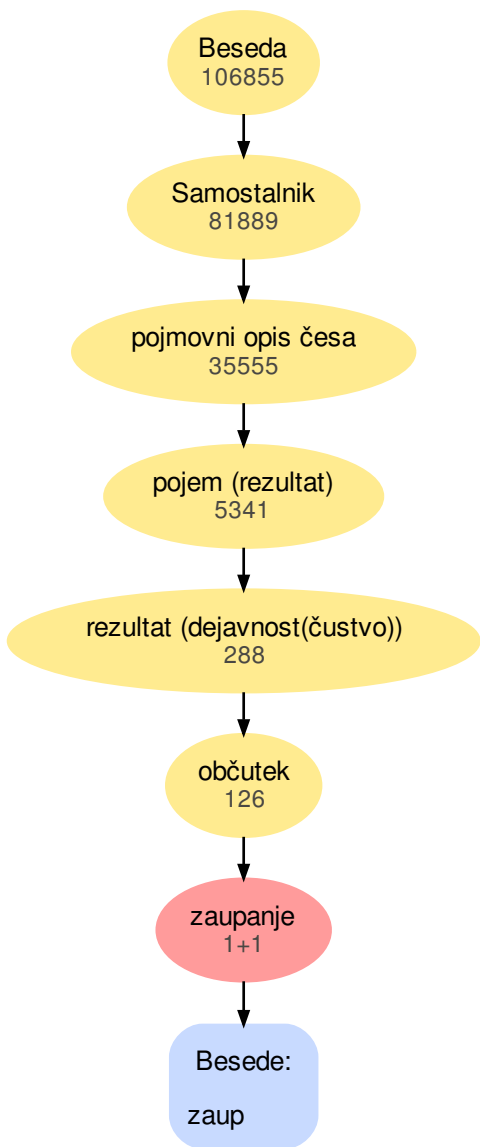 Beseda
106855
Samostalnik
81889
pojmovni opis česa
35555
pojem (rezultat)
5341
rezultat (dejavnost(čustvo))
288
občutek
126
zaupanje
1+1
Besede:
zaup